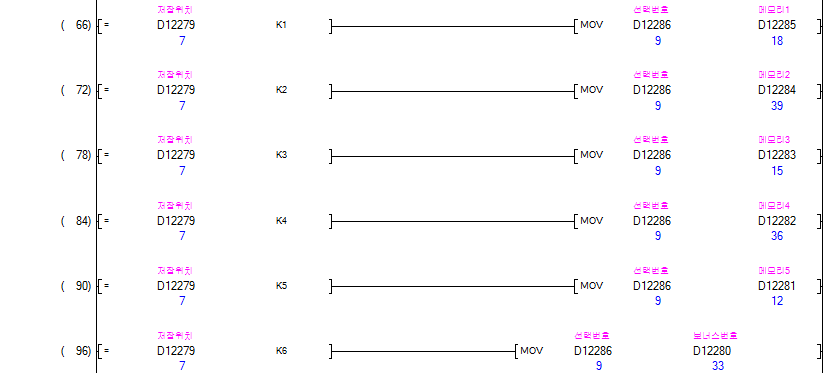 저장위치 선택번호 메모리1
( 66) = D12279 K1 MOV D12286 D12285
7 9 18
저장위치 선택번호 메모리2
( 72) = D12279 K2 MOV D12286 D12284
7 9 39
저장위치 선택번호 메모리3
( 78) = D12279 K3 MOV D12286 D12283
7 9 15
저장위치 선택번호 메모리4
( 84) = D12279 K4 MOV D12286 D12282
7 9 36
저장위치 선택번호 메모리5
( 90) = D12279 K5 MOV D12286 D12281
7 9 12
저장위치 선택번호 보너스번호
( 96) = D12279 K6 MOV D12286 D12280
7 9 33